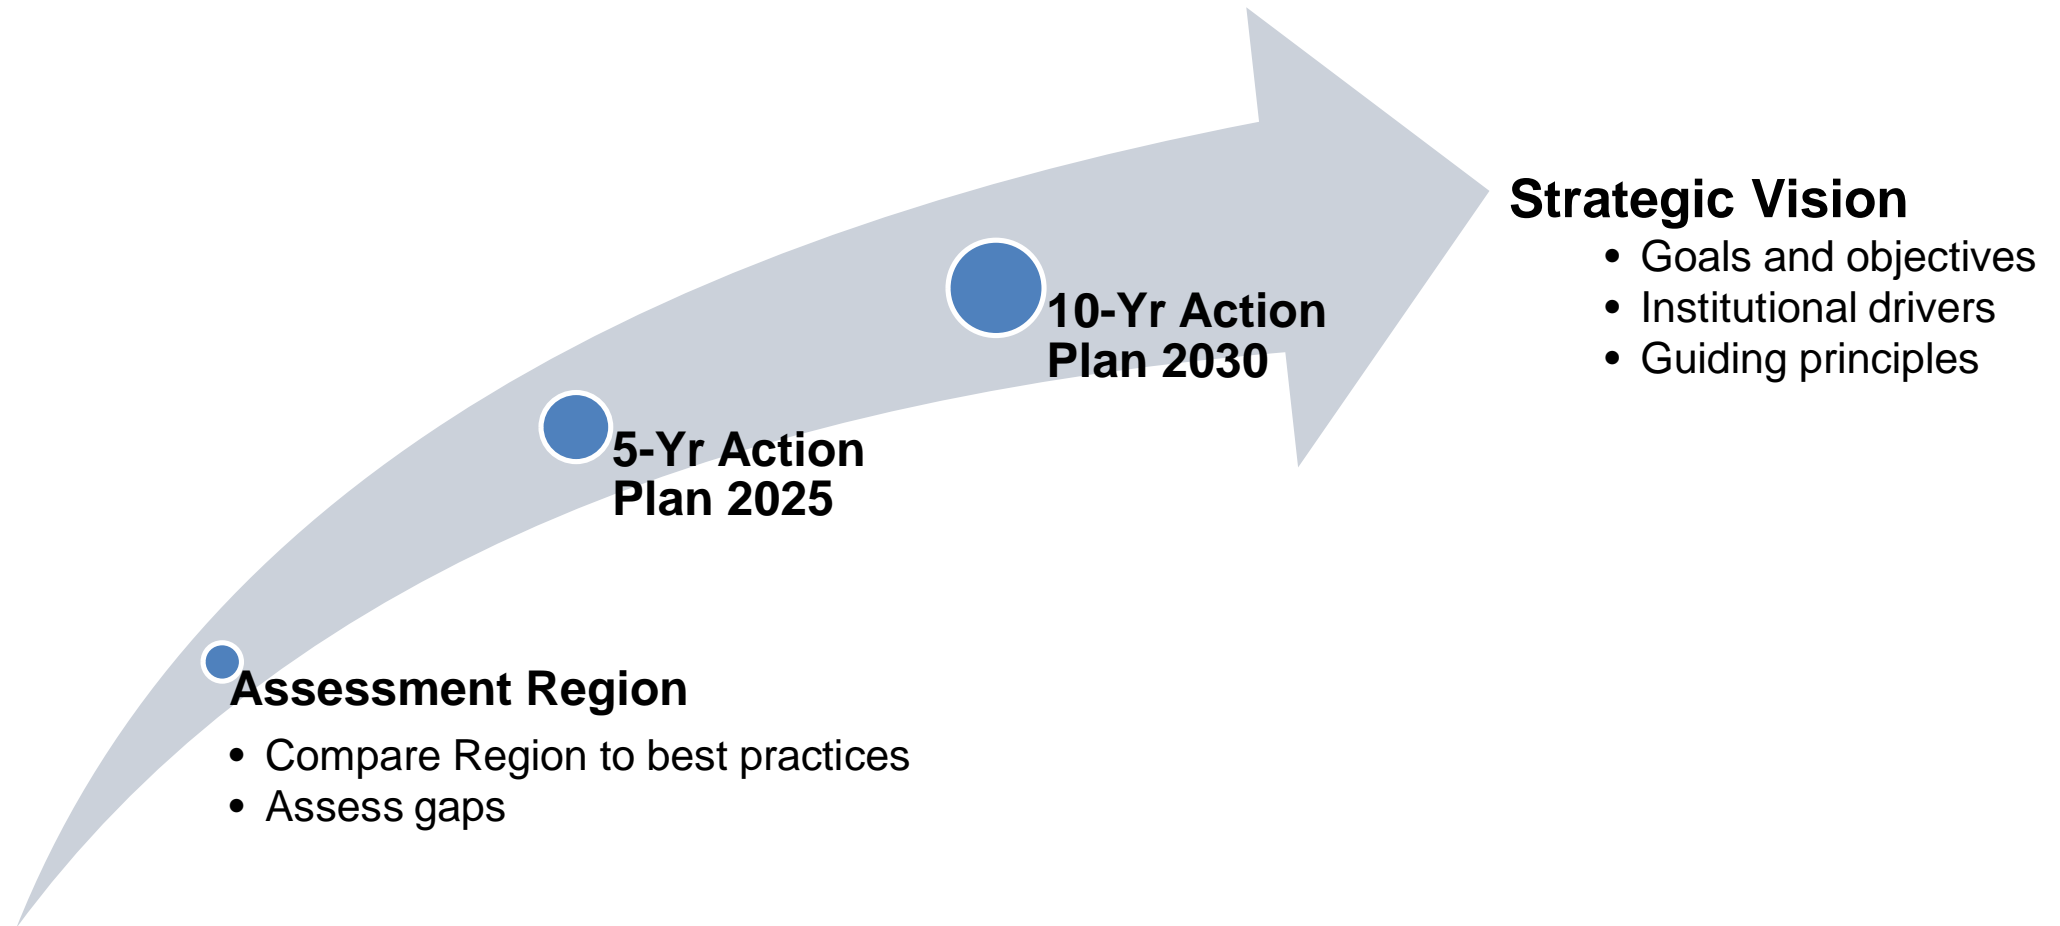 Strategic Vision
• Goals and objectives
• Institutional drivers
• Guiding principles
10-Yr Action
Plan 2030
5-Yr Action
Plan 2025
Assessment Region
• Compare Region to best practices
• Assess gaps